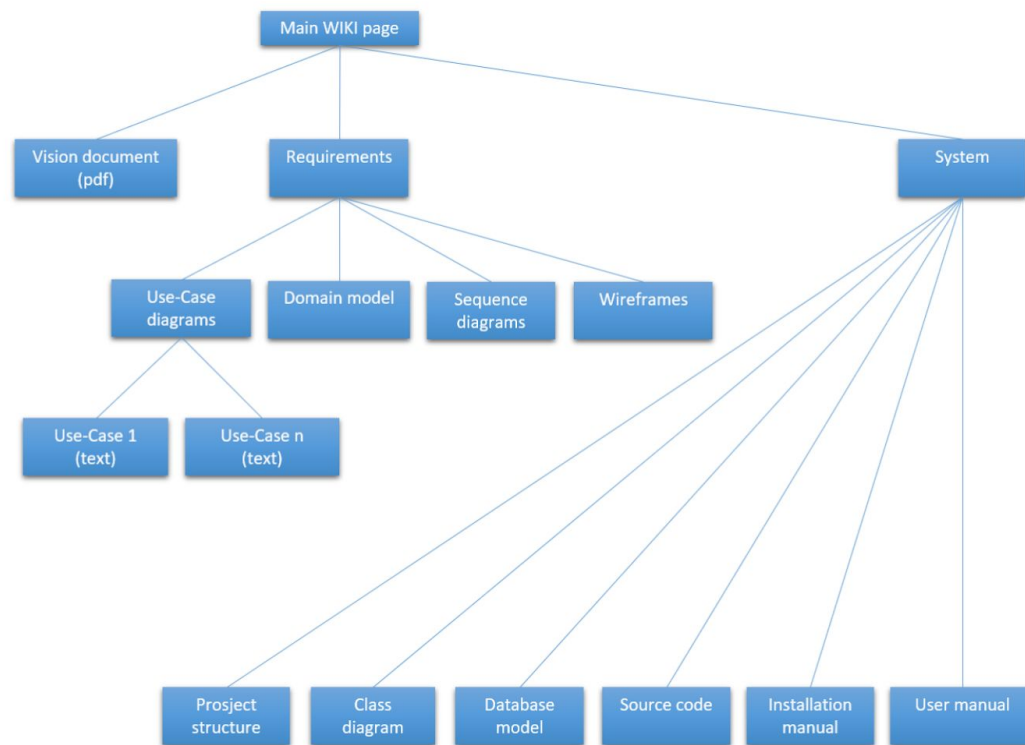 Main WIKI page
Vision document
(pdf)
Requirements
System
Use-Case
diagrams
Domain model
Sequence
diagrams
Wireframes
Use-Case 1
(text)
Use-Case n
(text)
Prosject
structure
Class
diagram
Database
model
Source code
Installation
manual
User manual